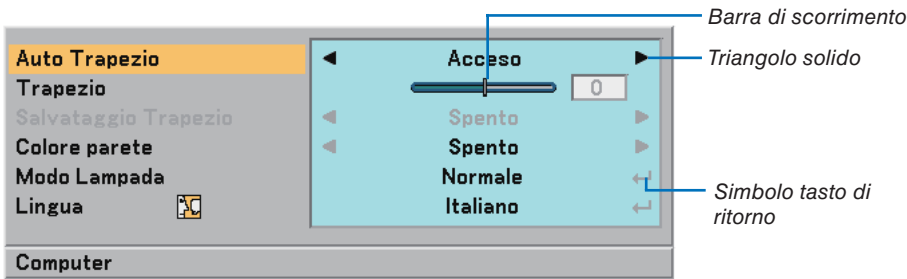 Barra di scorrimento
Auto Trapezio Acceso Triangolo solido
Trapezio 0
Salvataggio Trapezio Spento
Colore parete Spento
Modo Lampada Normale
Simbolo tasto di
Lingua Italiano
ritorno
Computer